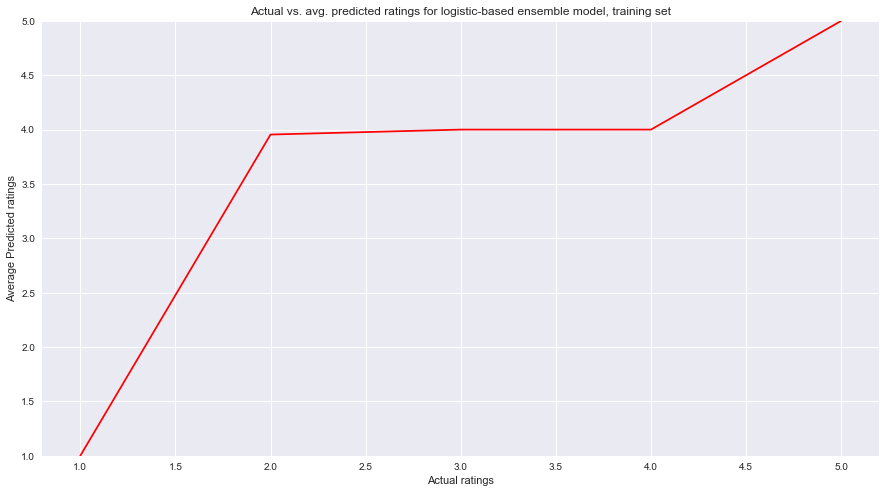 Actual vs. avg. predicted ratings for logistic-based ensemble model, training set
5.0
4.5
4.0
3.5
3.0
2.5
2.0
1.5
1.0
Average Predicted ratings
1.0 1.5 2.0 2.5 3.0 3.5 4.0 4.5 5.0
Actual ratings